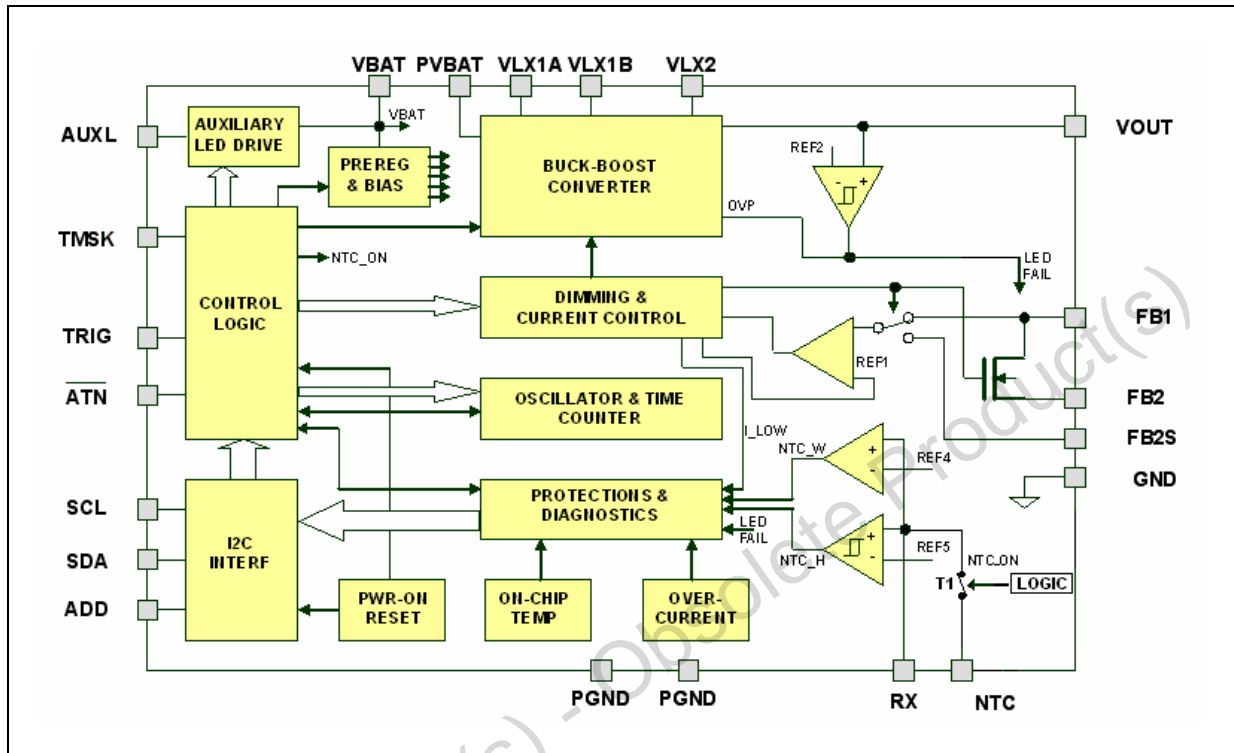 VBAT
PVBAT
VLX1A
VLX1B
VLX2
AUXL
AUXILIARY
LED DRIVE
VBAT
PREREG
& BIAS
BUCK-BOOST
CONVERTER
REF2
-
+
VOUT
OVP
TMSK
NTC_ON
LED
FAIL
CONTROL
LOGIC
DIMMING &
CURRENT CONTROL
TRIG
REF1
FB1
ATN
OSCILLATOR & TIME
COUNTER
FB2
I_LOW
FB2S
NTC_W
+
-
REF4
GND
SCL
PROTECTIONS &
DIAGNOSTICS
I2C
INTERF
LED
FAIL
NTC_H
+
-
REF5
SDA
NTC_ON
T1
LOGIC
ADD
PWR-ON
RESET
ON-CHIP
TEMP
OVER-
CURRENT
PGND
PGND
RX
NTC
(s) - Obsolete Product(s)